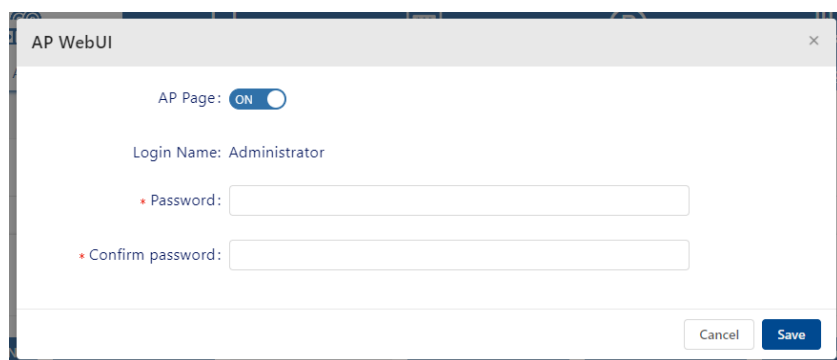 AP WebUI
×
AP Page:
ON
Login Name: Administrator
* Password:
* Confirm password:
Cancel
Save